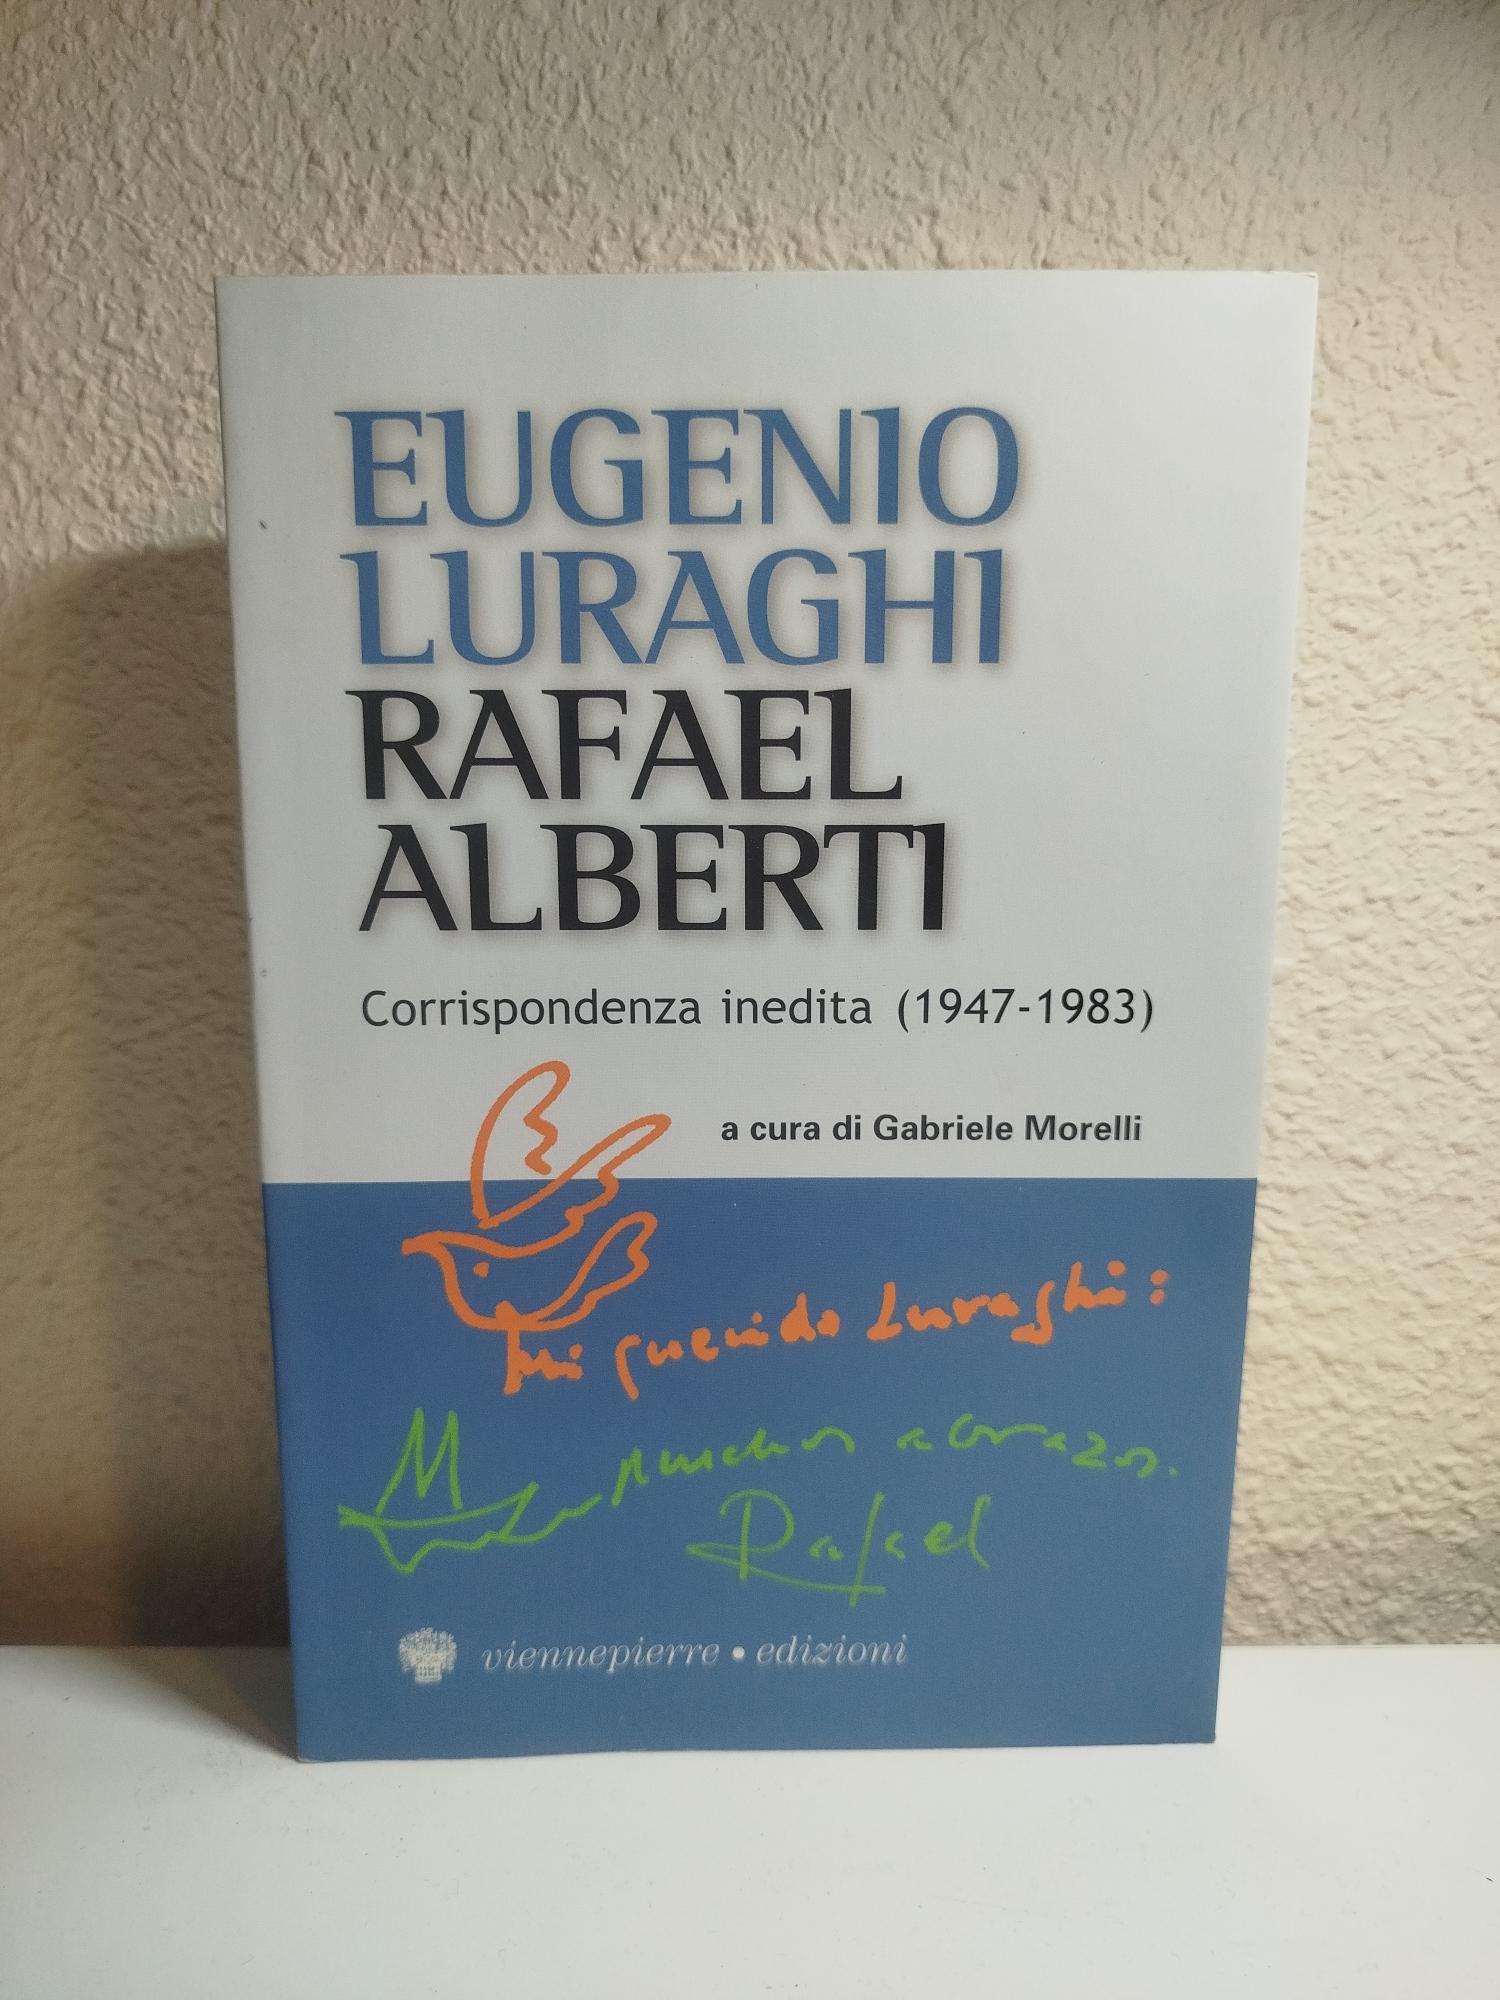 EUGENIO
LURAGHI
RAFAEL
ALBERTI
Corrispondenza inedita (1947-1983)
a cura di Gabriele Morelli
Mi querido Luraghi:
muchos abrazos.
Rafael
viennepierre • edizioni